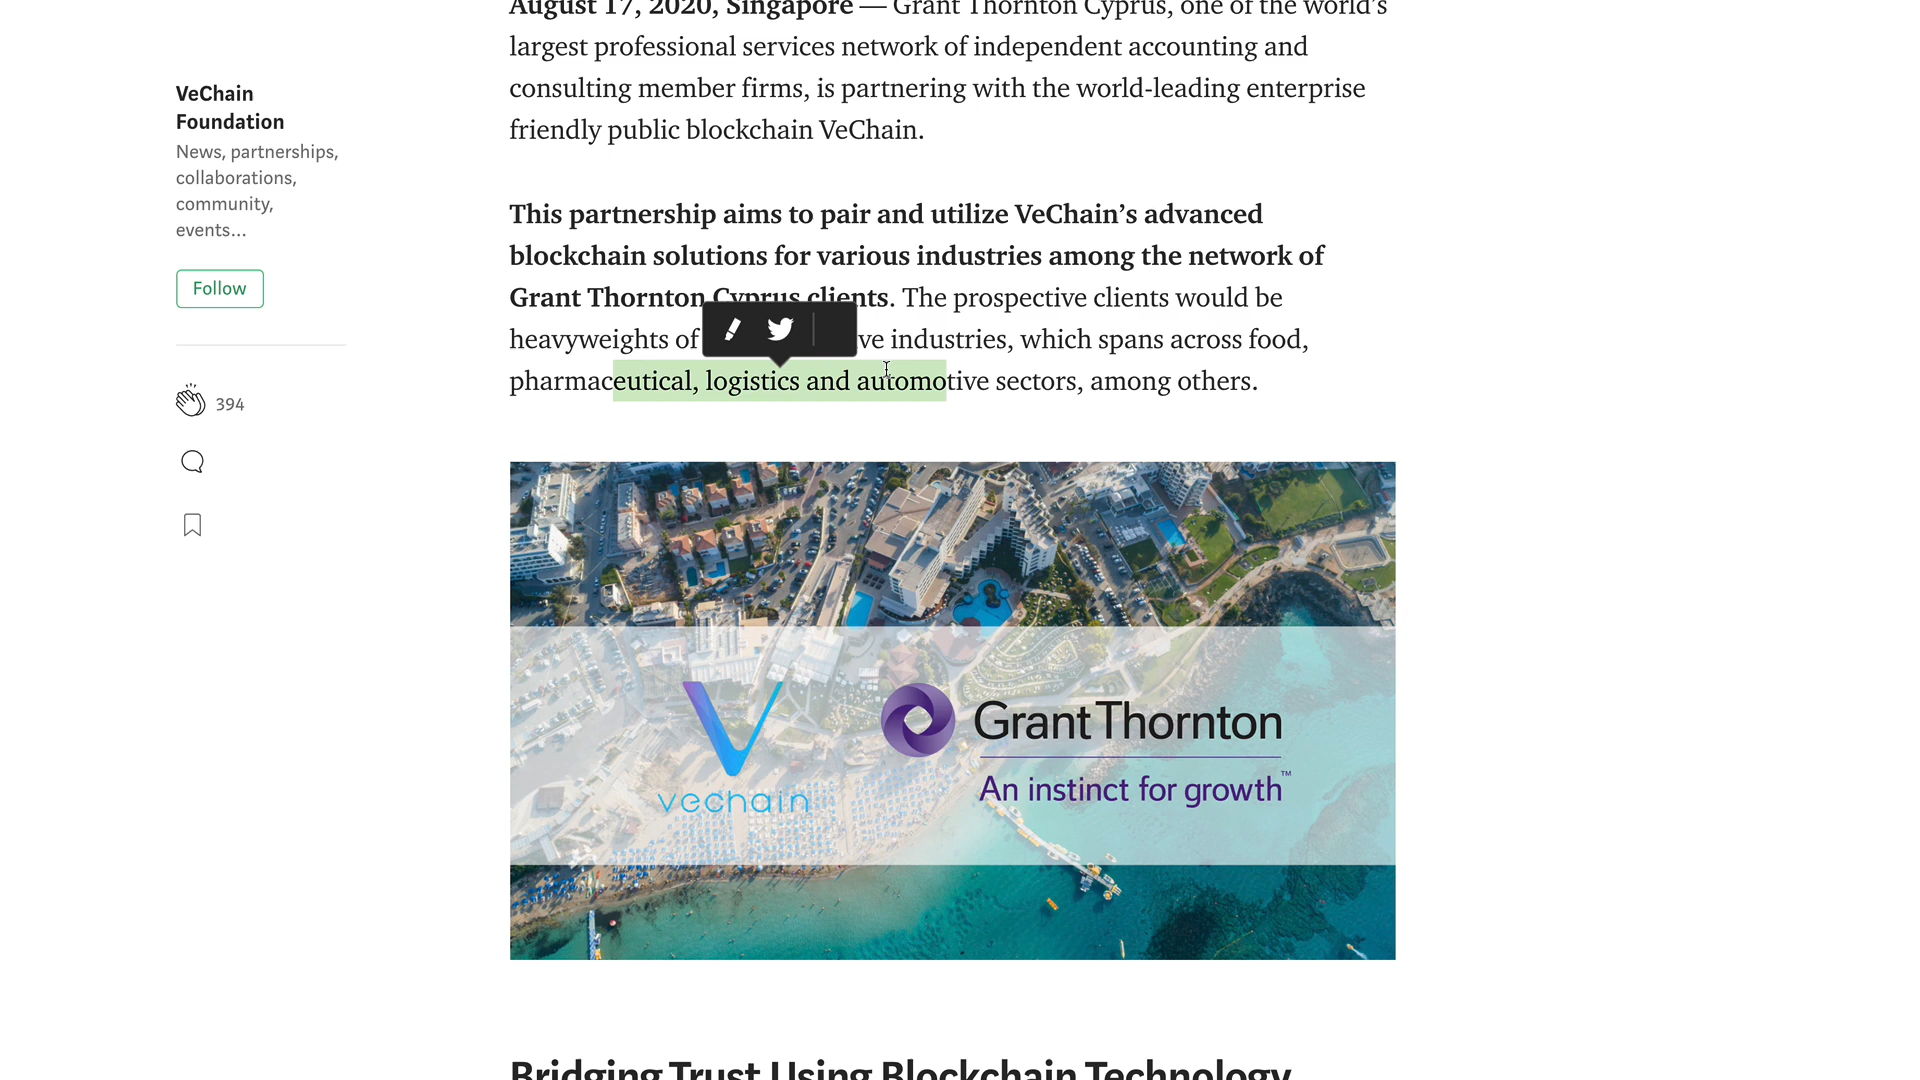 August 17, 2020, Singapore — Grant Thornton Cyprus, one of the world's
largest professional services network of independent accounting and
consulting member firms, is partnering with the world-leading enterprise
friendly public blockchain VeChain.
VeChain
Foundation
News, partnerships,
collaborations,
community,
events...
Follow
394
This partnership aims to pair and utilize VeChain's advanced
blockchain solutions for various industries among the network of
Grant Thornton Cyprus clients. The prospective clients would be
heavyweights of ve industries, which spans across food,
pharmaceutical, logistics and automotive sectors, among others.
vechain
Grant Thornton
An instinct for growth™
Bridging Trust Using Blockchain Technology